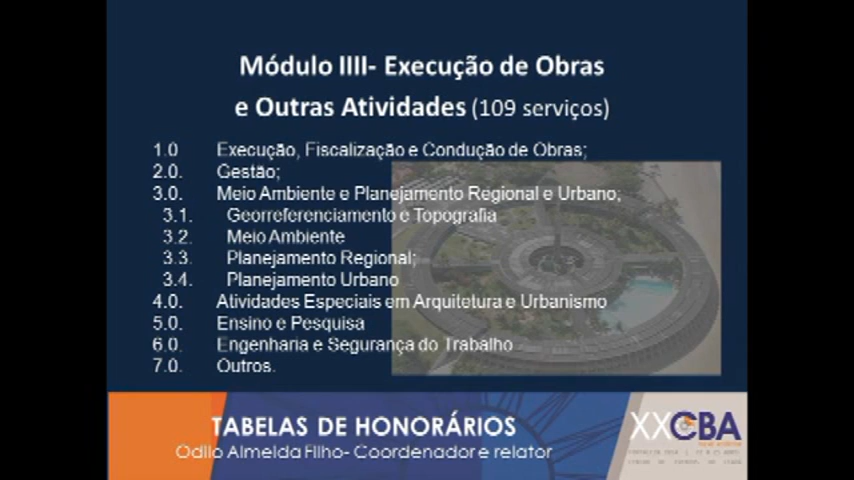 Módulo IIII- Execução de Obras
e Outras Atividades (109 serviços)
1.0 Execução, Fiscalização e Condução de Obras;
2.0. Gestão;
3.0. Meio Ambiente e Planejamento Regional e Urbano;
3.1. Georreferenciamento e Topografia
3.2. Meio Ambiente
3.3. Planejamento Regional;
3.4. Planejamento Urbano
4.0. Atividades Especiais em Arquitetura e Urbanismo
5.0. Ensino e Pesquisa
6.0. Engenharia e Segurança do Trabalho
7.0. Outros.
TABELAS DE HONORÁRIOS
Odilo Almeida Filho- Coordenador e relator
XXCBA